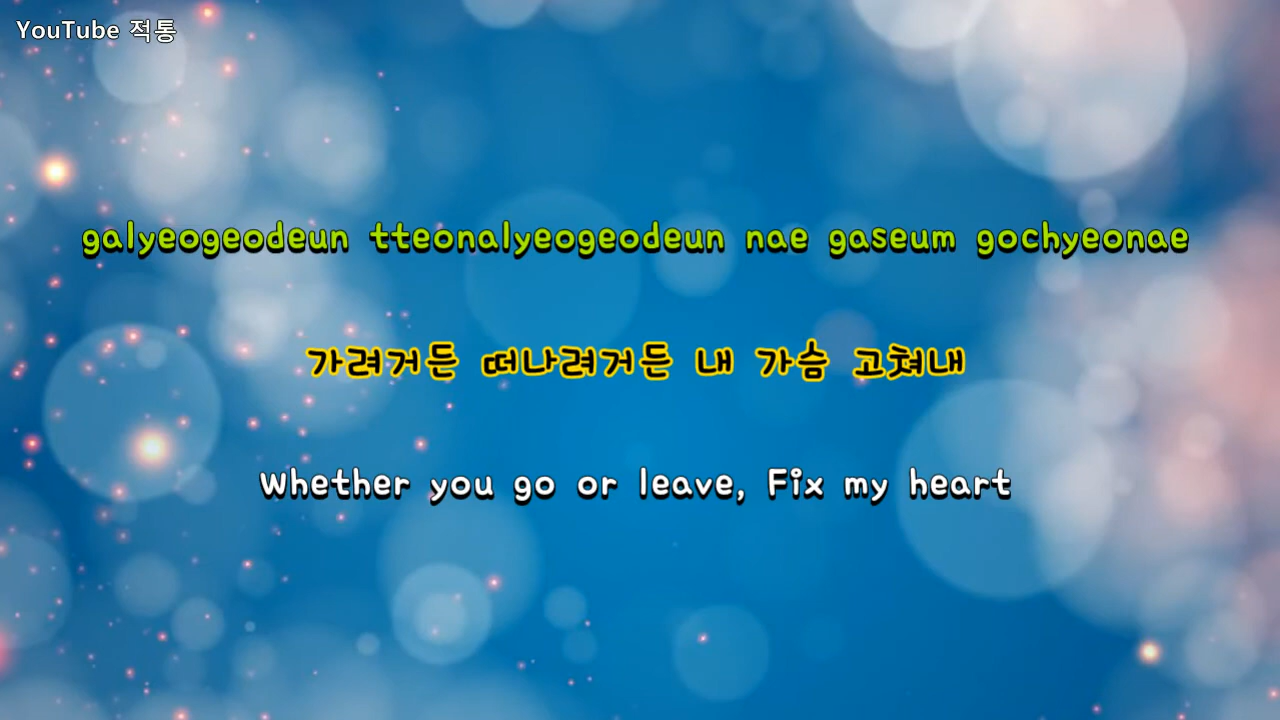 YouTube 적통
galyeogeodeun tteonalyeogeodeun nae gaseum gochyeonae
가려거든 떠나려거든 내 가슴 고쳐내
Whether you go or leave, Fix my heart